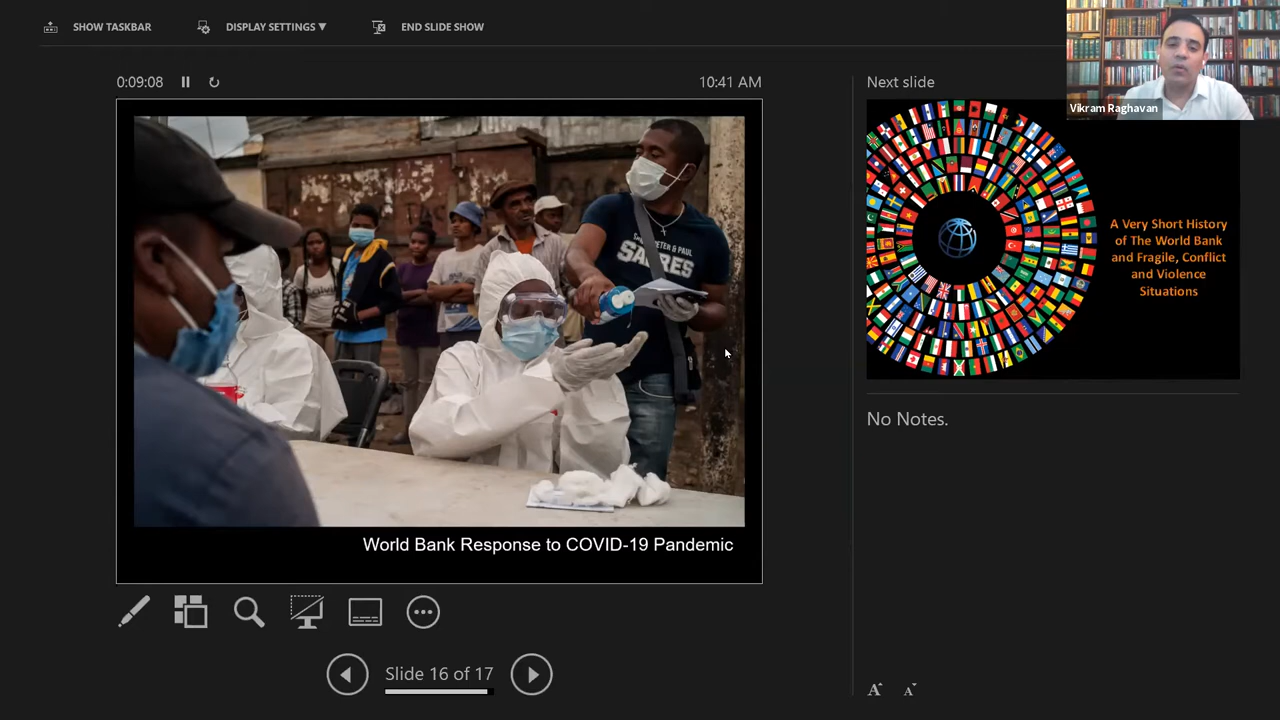 SHOW TASKBAR
DISPLAY SETTINGS ▼
END SLIDE SHOW
0:09:08
10:41 AM
Next slide
Vikram Raghavan
A Very Short History
of The World Bank
and Fragile, Conflict
and Violence
Situations
No Notes.
World Bank Response to COVID-19 Pandemic
Slide 16 of 17
A A